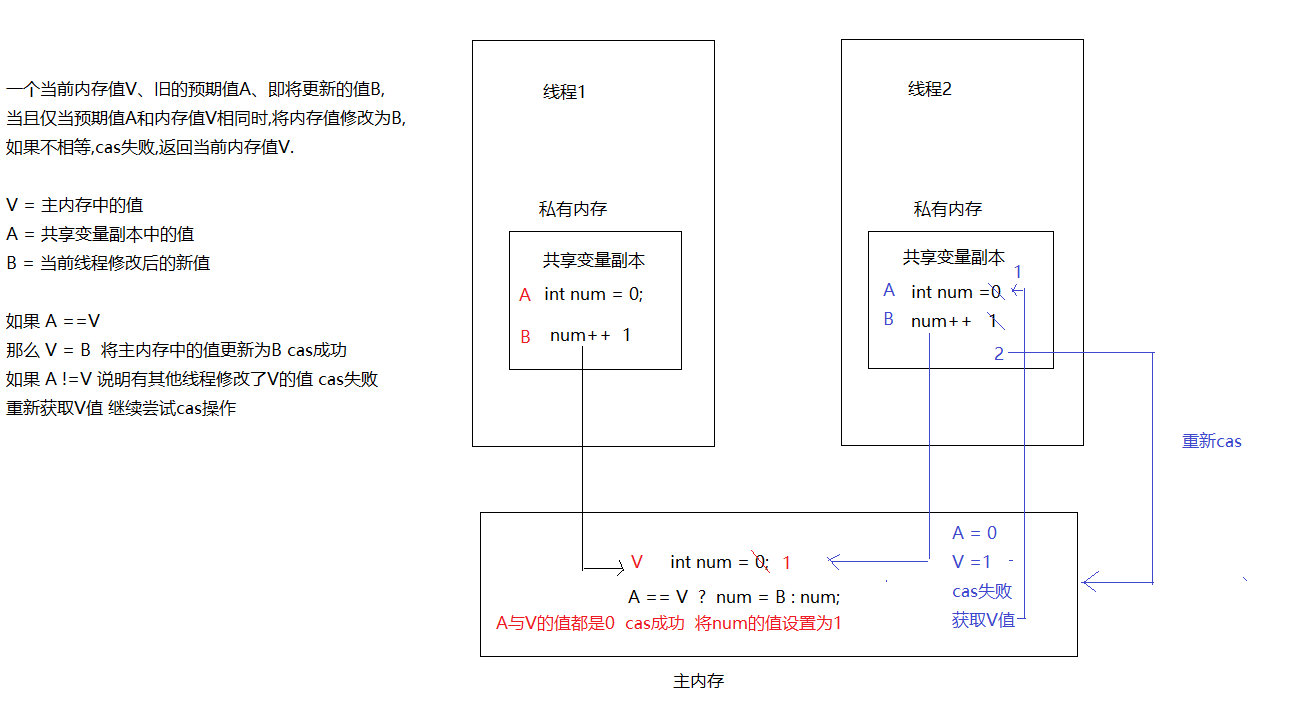 一个当前内存值V、旧的预期值A、即将更新的值B,
当且仅当预期值A和内存值V相同时,将内存值修改为B,
如果不相等,cas失败,返回当前内存值V.
V = 主内存中的值
A = 共享变量副本中的值
B = 当前线程修改后的新值
如果 A ==V
那么 V = B 将主内存中的值更新为B cas成功
如果 A !=V 说明有其他线程修改了V的值 cas失败
重新获取V值 继续尝试cas操作
线程1
私有内存
共享变量副本
A int num = 0;
B num++ 1
线程2
私有内存
共享变量副本
1
A int num =0
B num++ 1
2
重新cas
V int num = 0; 1
A == V ? num = B : num;
A与V的值都是0 cas成功 将num的值设置为1
A = 0
V =1
cas失败
获取V值
主内存